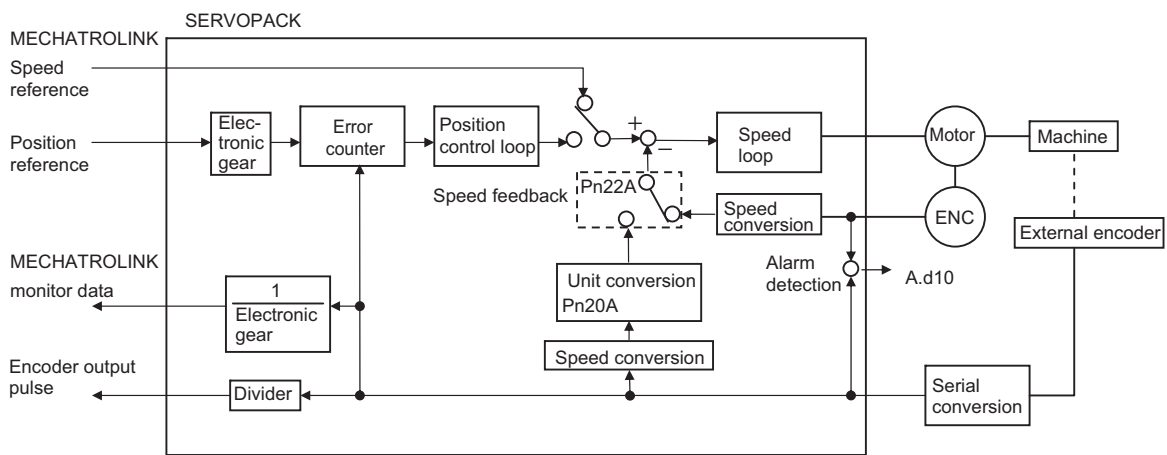 SERVOPACK
MECHATROLINK
Speed
reference
Position
reference
Elec-
tronic
gear
Error
counter
Position
control loop
+
−
Speed
loop
Motor
Machine
Speed feedback
Pn22A
Speed
conversion
ENC
External encoder
MECHATROLINK
monitor data
1
Electronic
gear
Unit conversion
Pn20A
Alarm
detection
A.d10
Speed conversion
Encoder output
pulse
Divider
Serial
conversion